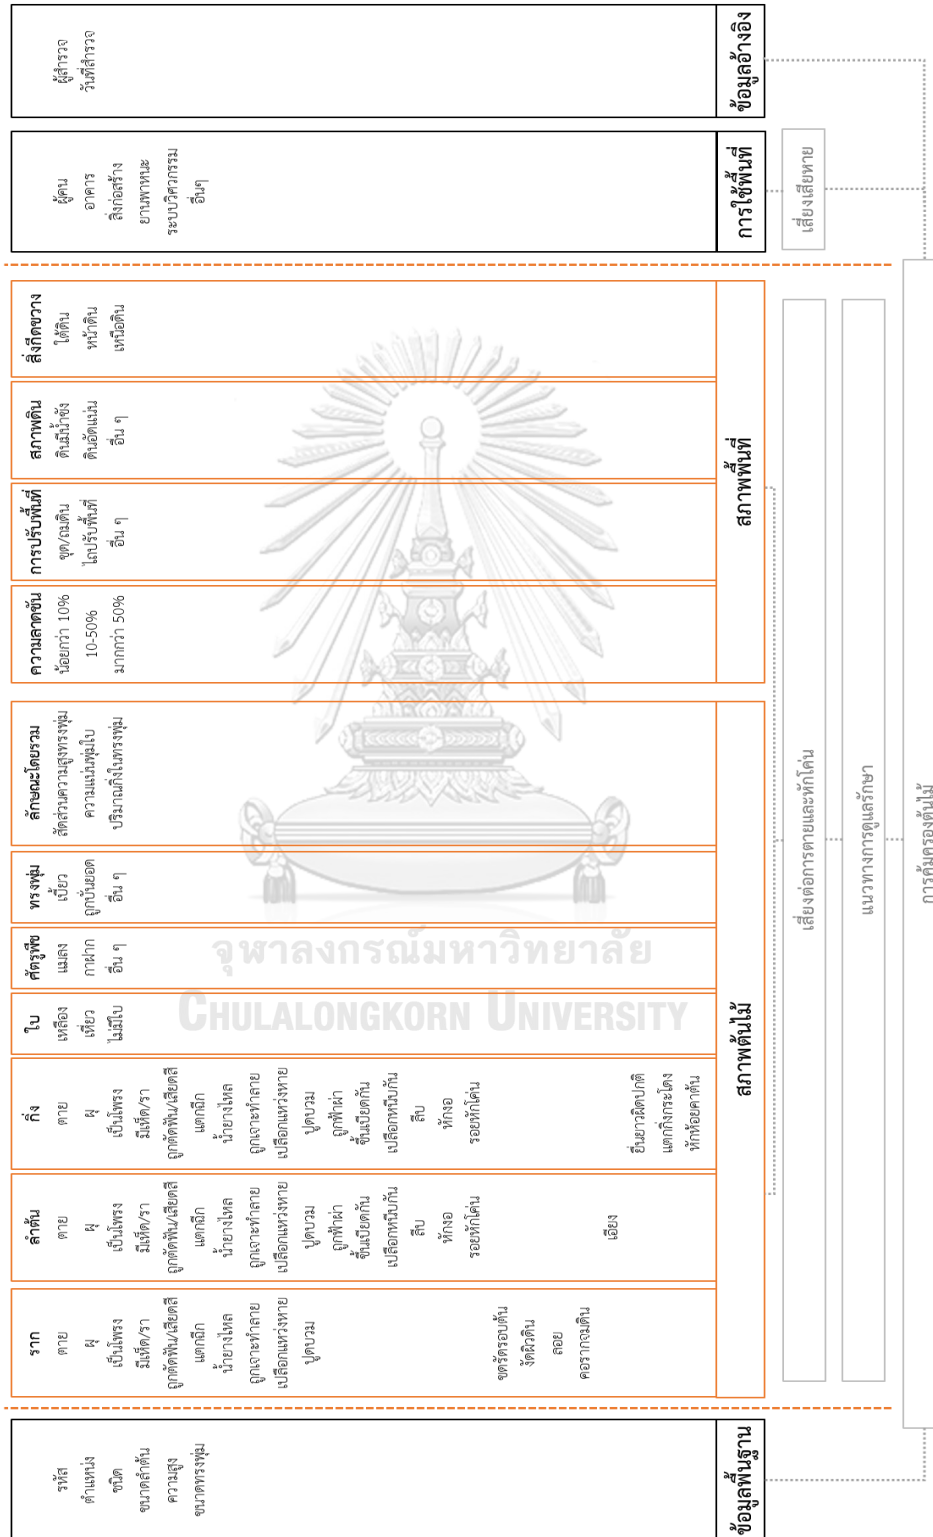 ข้อมูลพื้นฐาน
รหัส
ตำแหน่ง
ชนิด
ขนาดลำต้น
ความสูง
ขนาดทรงพุ่ม
สภาพต้นไม้
ราก
ตาย
ผุ
เป็นโพรง
มีเห็ด/รา
ถูกตัดฟัน/เสียดสี
แตกฉีก
น้ำยางไหล
ถูกเจาะทำลาย
เปลือกแหว่งหาย
ปูดบวม
ขดรัดรอบต้น
งัดผิวดิน
ลอย
คอรากจมดิน
ลำต้น
ตาย
ผุ
เป็นโพรง
มีเห็ด/รา
ถูกตัดฟัน/เสียดสี
แตกฉีก
น้ำยางไหล
ถูกเจาะทำลาย
เปลือกแหว่งหาย
ปูดบวม
ถูกฟ้าผ่า
ขึ้นเบียดกัน
เปลือกหนีบกัน
ลีบ
หักงอ
รอยหักโค่น
เอียง
กิ่ง
ตาย
ผุ
เป็นโพรง
มีเห็ด/รา
ถูกตัดฟัน/เสียดสี
แตกฉีก
น้ำยางไหล
ถูกเจาะทำลาย
เปลือกแหว่งหาย
ปูดบวม
ถูกฟ้าผ่า
ขึ้นเบียดกัน
เปลือกหนีบกัน
ลีบ
หักงอ
รอยหักโค่น
ยื่นยาวผิดปกติ
แตกกิ่งกระโดง
หักห้อยคาต้น
ใบ
เหลือง
เหี่ยว
ไม่มีใบ
ศัตรูพืช
แมลง
กาฝาก
อื่น ๆ
ทรงพุ่ม
เบี้ยว
ถูกบั่นยอด
อื่น ๆ
ลักษณะโดยรวม
สัดส่วนความสูงทรงพุ่ม
ความแน่นพุ่มใบ
ปริมาณกิ่งในทรงพุ่ม
สภาพพื้นที่
ความลาดชัน
น้อยกว่า 10%
10-50%
มากกว่า 50%
การปรับพื้นที่
ขุด/ถมดิน
ไถปรับพื้นที่
อื่น ๆ
สภาพดิน
ดินมีน้ำขัง
ดินอัดแน่น
อื่น ๆ
สิ่งกีดขวาง
ใต้ดิน
หน้าดิน
เหนือดิน
การใช้พื้นที่
ผู้คน
อาคาร
สิ่งก่อสร้าง
ยานพาหนะ
ระบบวิศวกรรม
อื่นๆ
ข้อมูลอ้างอิง
ผู้สำรวจ
วันที่สำรวจ
เสี่ยงต่อการตายและหักโค่น
เสี่ยงเสียหาย
แนวทางการดูแลรักษา
การคุ้มครองต้นไม้
จุฬาลงกรณ์มหาวิทยาลัย
CHULALONGKORN UNIVERSITY